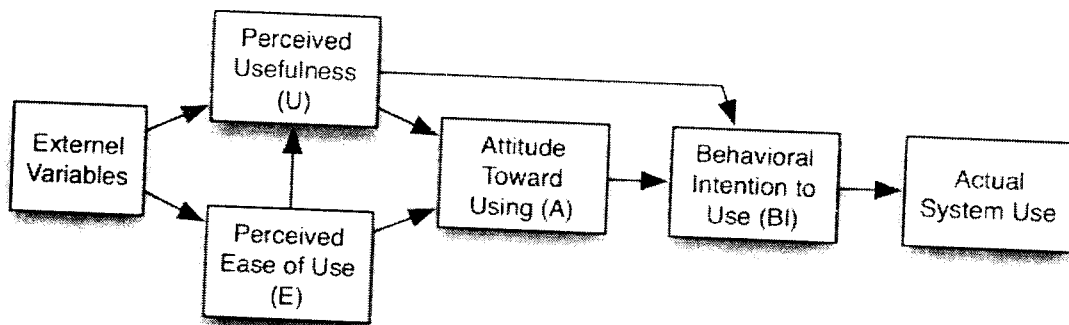 Perceived
Usefulness
(U)
Externel
Variables
Perceived
Ease of Use
(E)
Attitude
Toward
Using (A)
Behavioral
Intention to
Use (BI)
Actual
System Use